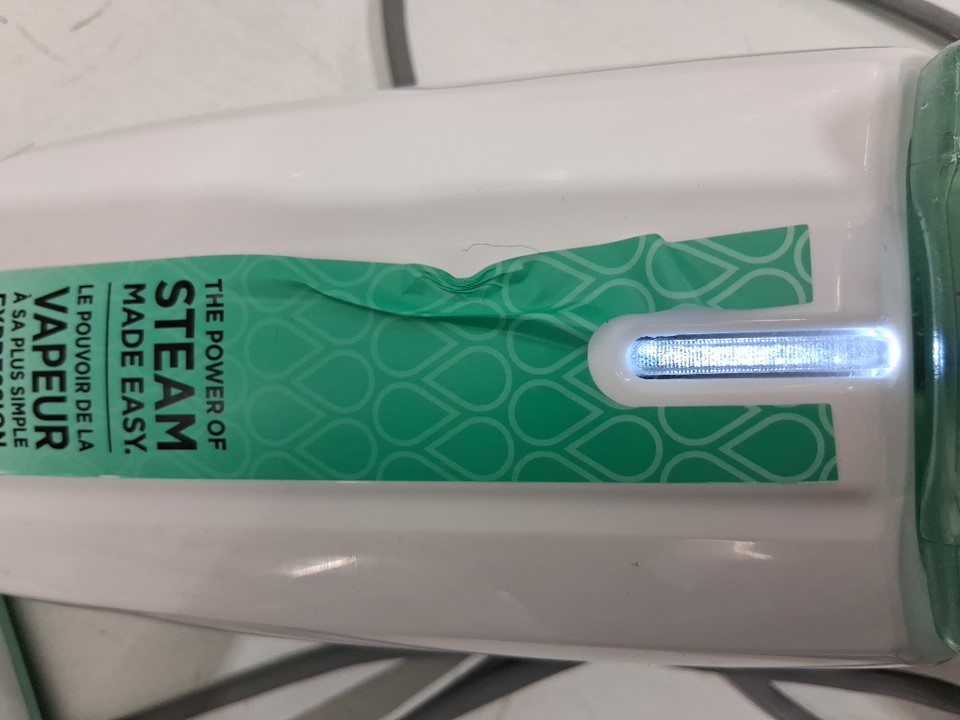 THE POWER OF
STEAM
MADE EASY.
LE POUVOIR DE LA
VAPEUR
À SA PLUS SIMPLE